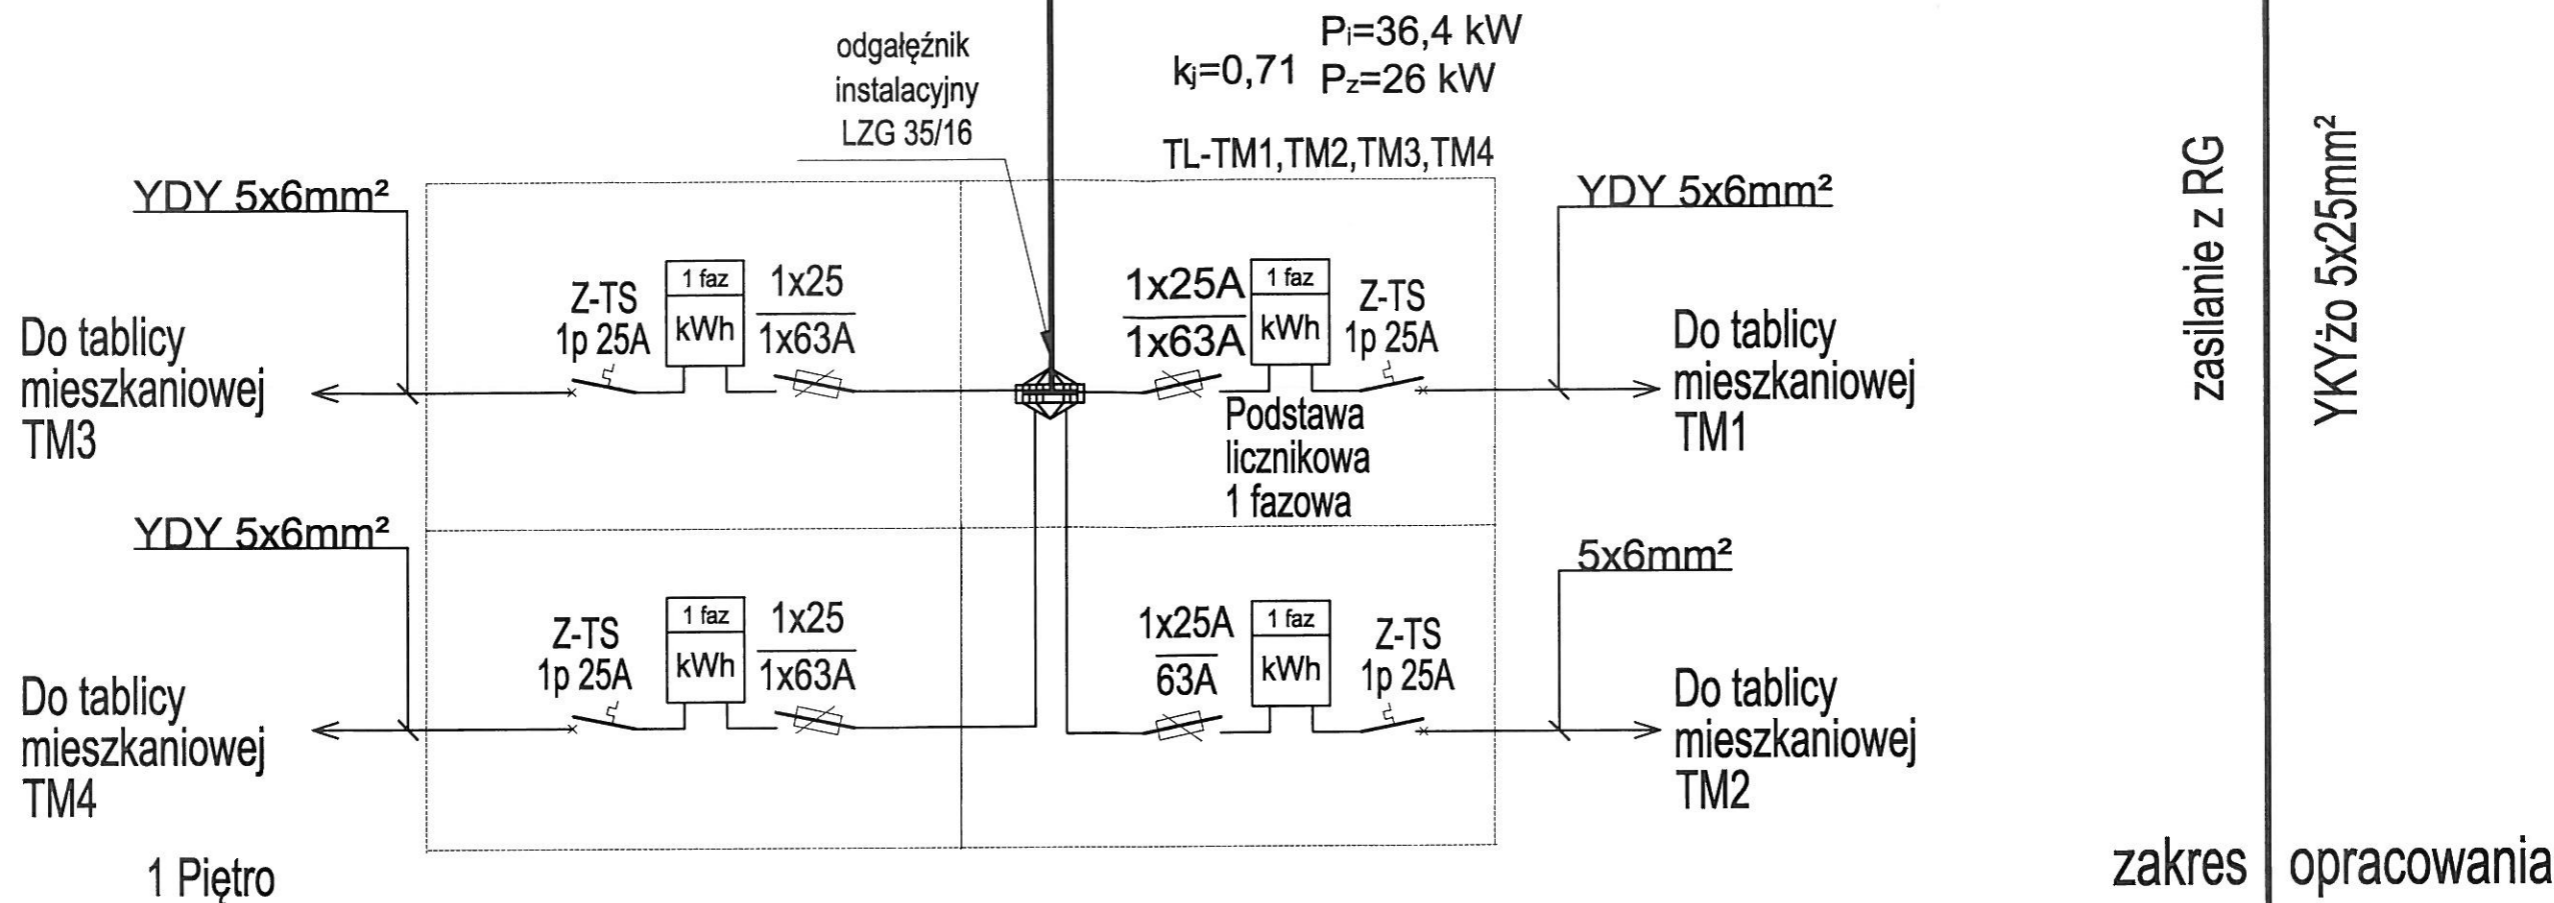 odgałęźnik
instalacyjny
LZG 35/16
kj=0,71
Pi=36,4 kW
Pz=26 kW
TL-TM1,TM2,TM3,TM4
YDY 5x6mm²
Do tablicy
mieszkaniowej
TM3
Z-TS
1p 25A
1 faz
kWh
1x25
1x63A
1x25A
1x63A
1 faz
kWh
Z-TS
1p 25A
Podstawa
licznikowa
1 fazowa
YDY 5x6mm²
Do tablicy
mieszkaniowej
TM1
YDY 5x6mm²
Do tablicy
mieszkaniowej
TM4
Z-TS
1p 25A
1 faz
kWh
1x25
1x63A
1x25A
63A
1 faz
kWh
Z-TS
1p 25A
5x6mm²
Do tablicy
mieszkaniowej
TM2
1 Piętro
zasilanie z RG
YKYżo 5x25mm²
zakres opracowania